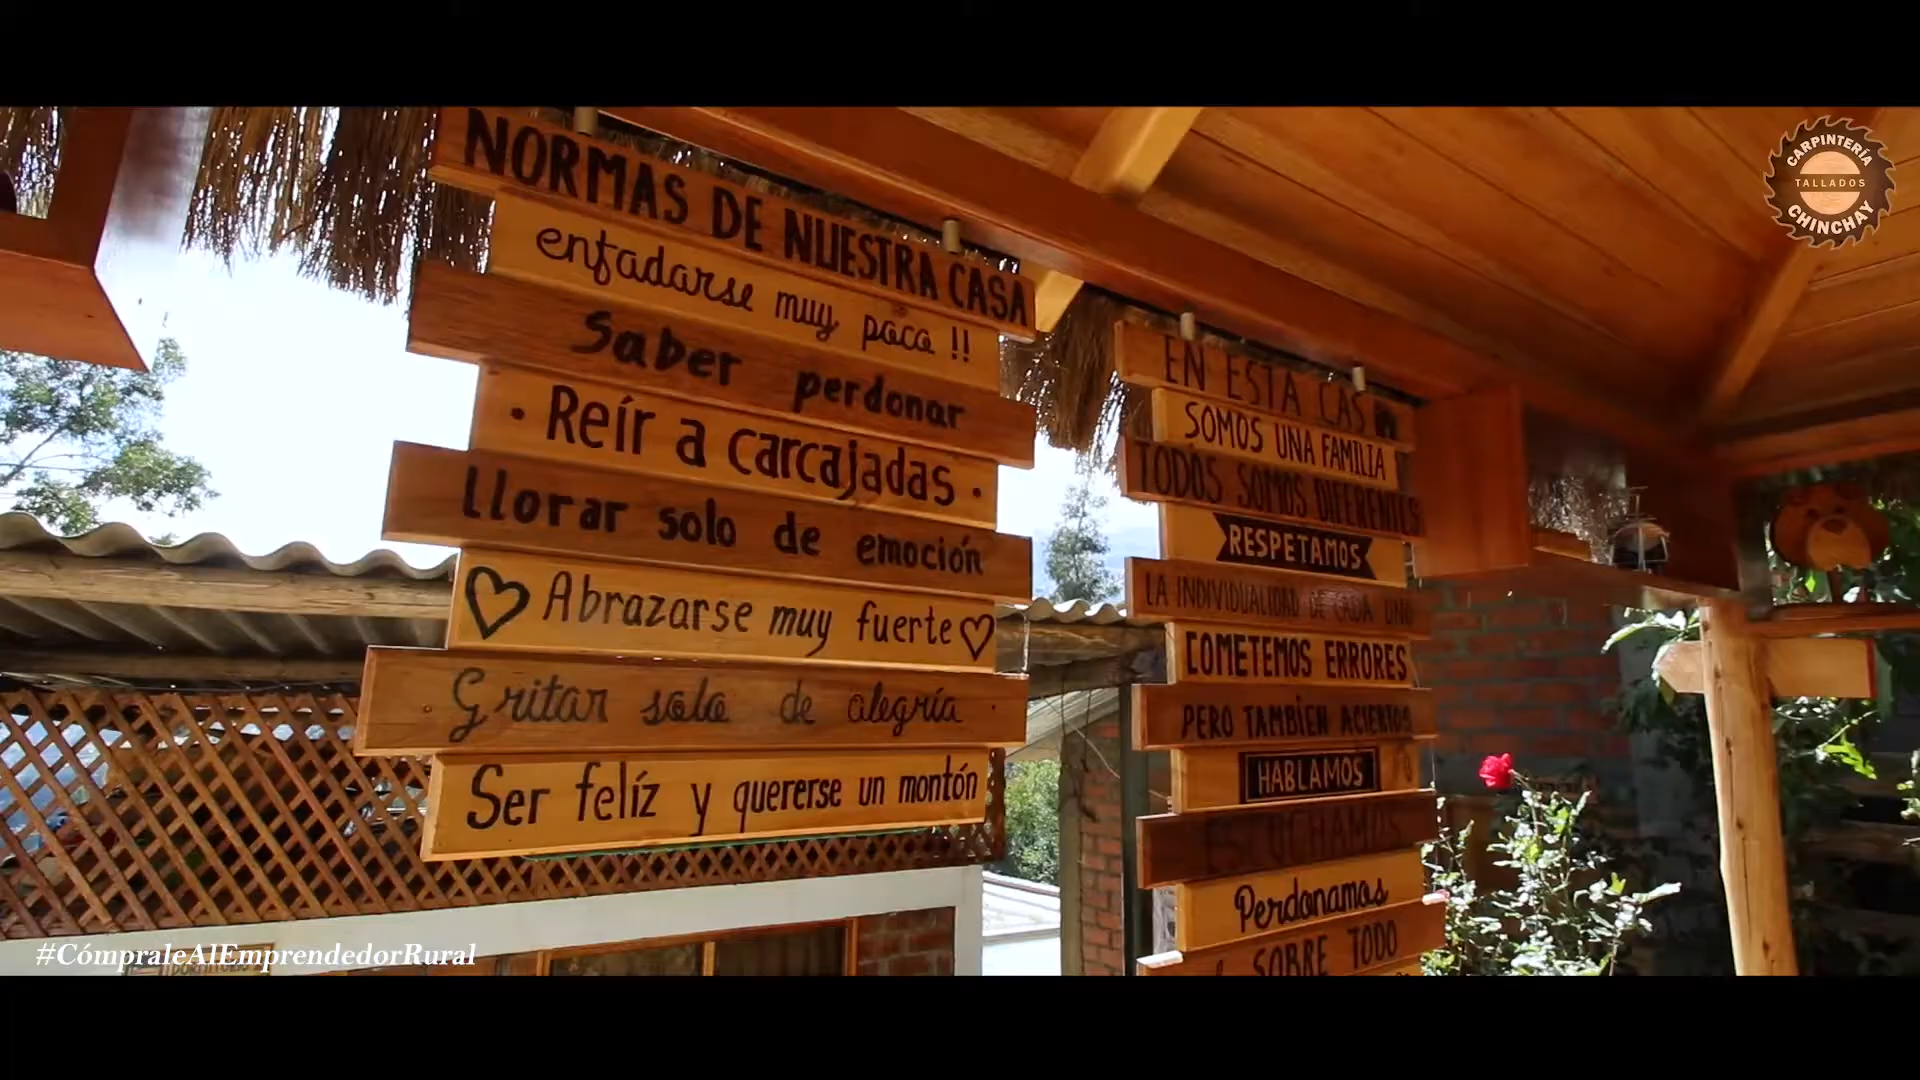 NORMAS DE NUESTRA CASA
enfadarse muy poco !!
Saber perdonar
• Reír a carcajadas •
Llorar solo de emoción
Abrazarse muy fuerte
Gritar solo de alegría
Ser felíz y quererse un montón
EN ESTA CAS
SOMOS UNA FAMILIA
TODOS SOMOS DIFERENTES
RESPETAMOS
LA INDIVIDUALIDAD DE CADA UNO
COMETEMOS ERRORES
PERO TAMBIEN ACIERTOS
HABLAMOS
ESCUCHAMOS
Perdonamos
SOBRE TODO
CARPINTERÍA
TALLADOS
CHINCHAY
#CómpraleAlEmprendedorRural